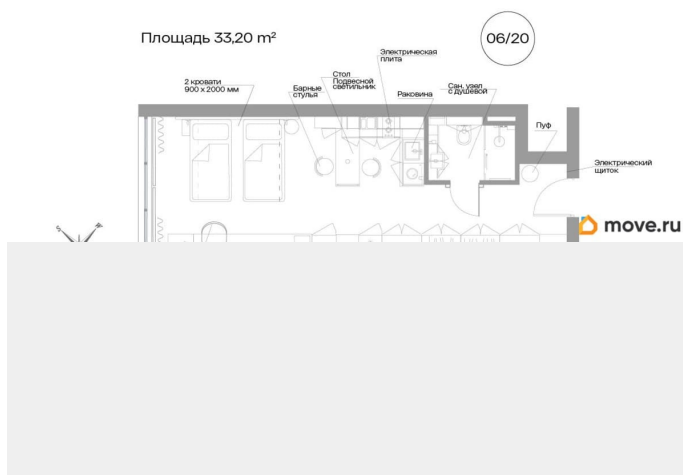 Площадь 33,20 m²
06/20
Электрическая
плита
Стол
Подвесной
светильник
2 кровати
900 x 2000 мм
Барные
стулья
Раковина
Сан. узел
с душевой
Пуф
Электрический
щиток
move.ru